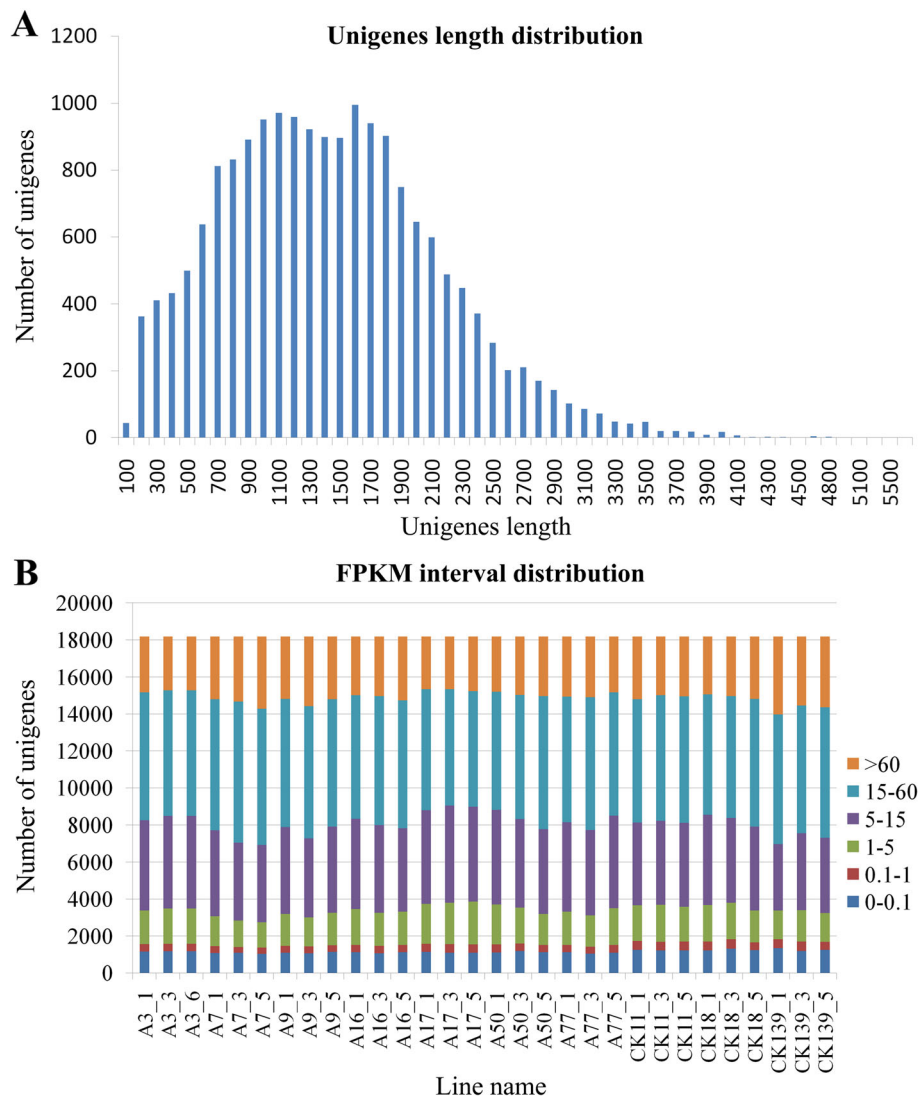 A
Unigenes length distribution
Number of unigenes
1200
1000
800
600
400
200
0
100
300
500
700
900
1100
1300
1500
1700
1900
2100
2300
2500
2700
2900
3100
3300
3500
3700
3900
4100
4300
4500
4800
5100
5500
Unigenes length
B
FPKM interval distribution
Number of unigenes
20000
18000
16000
14000
12000
10000
8000
6000
4000
2000
0
>60
15-60
5-15
1-5
0.1-1
0-0.1
A3_1
A3_3
A3_6
A7_1
A7_3
A7_5
A9_1
A9_3
A9_5
A16_1
A16_3
A16_5
A17_1
A17_3
A17_5
A50_1
A50_3
A50_5
A77_1
A77_3
A77_5
CK11_1
CK11_3
CK11_5
CK18_1
CK18_3
CK18_5
CK139_1
CK139_3
CK139_5
Line name